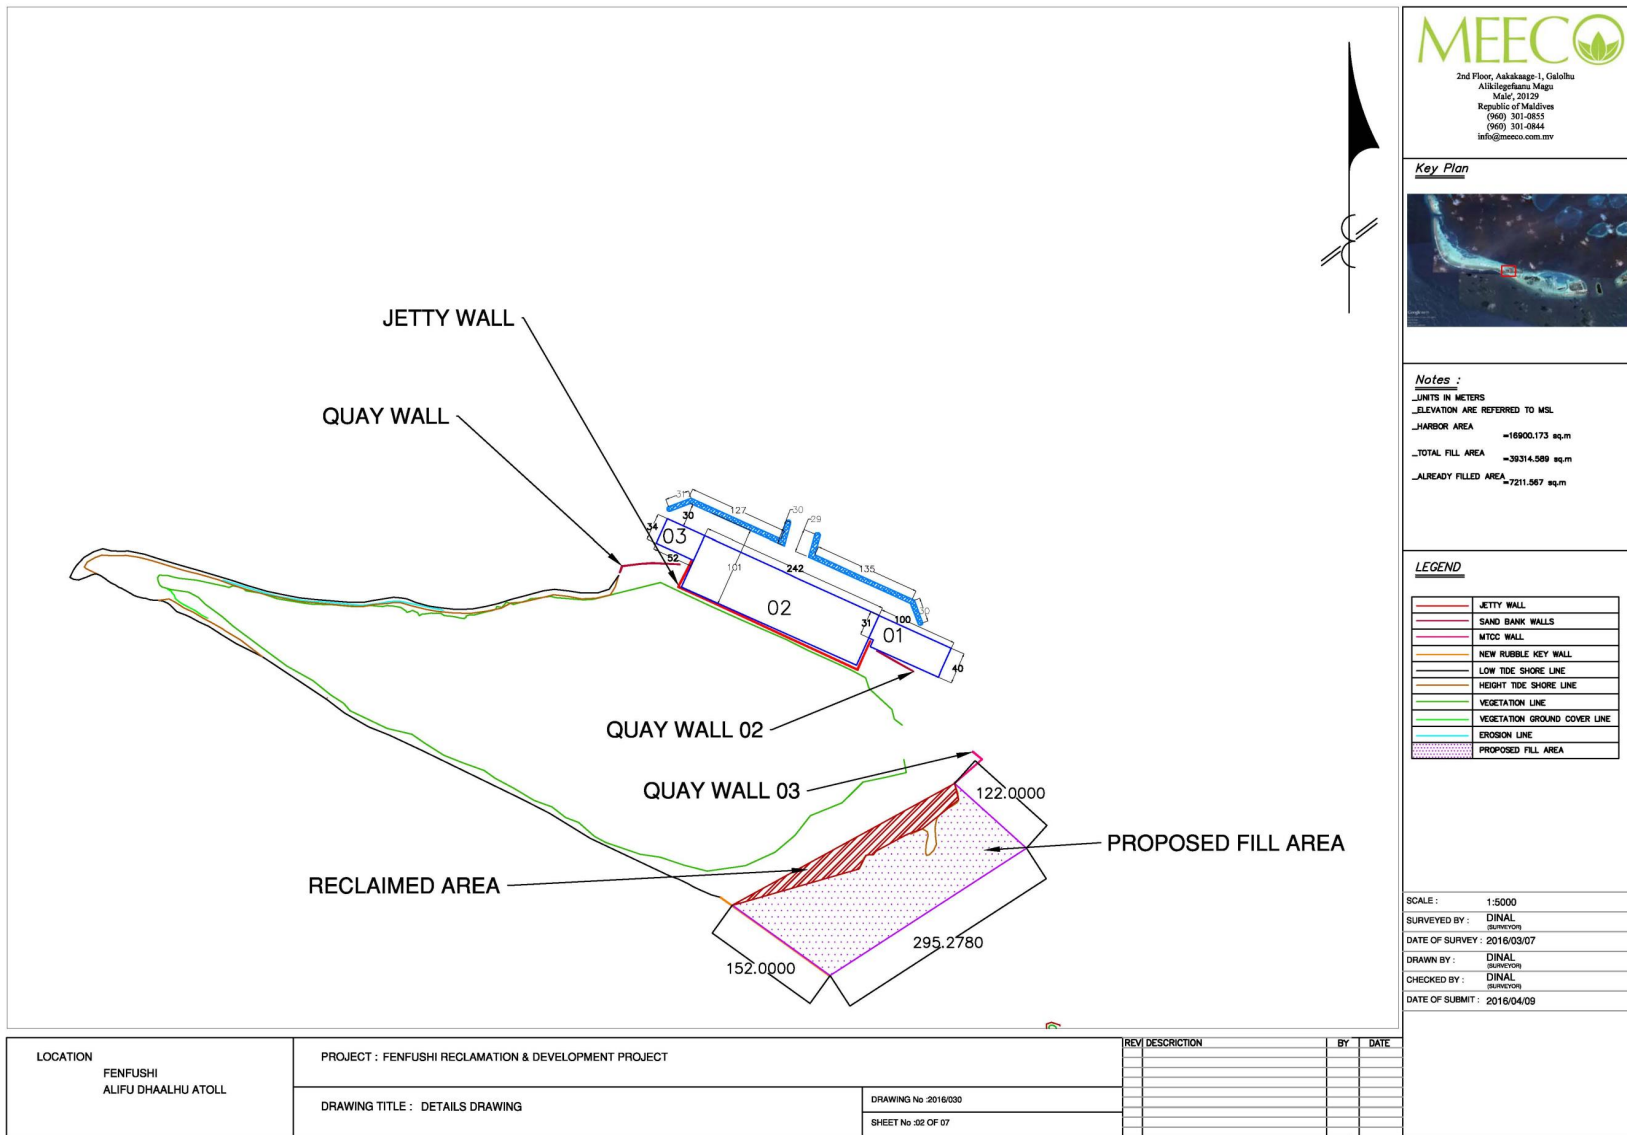 MEECO
2nd Floor, Aakakaage-1, Galolhu
Alikilegefaanu Magu
Male', 20129
Republic of Maldives
(960) 301-0855
(960) 301-0844
info@meeco.com.mv
Key Plan
Notes :
_UNITS IN METERS
_ELEVATION ARE REFERRED TO MSL
_HARBOR AREA
=16900.173 sq.m
_TOTAL FILL AREA
=39314.589 sq.m
_ALREADY FILLED AREA
=7211.567 sq.m
LEGEND
JETTY WALL
SAND BANK WALLS
MTCC WALL
NEW RUBBLE KEY WALL
LOW TIDE SHORE LINE
HEIGHT TIDE SHORE LINE
VEGETATION LINE
VEGETATION GROUND COVER LINE
EROSION LINE
PROPOSED FILL AREA
SCALE : 1:5000
SURVEYED BY : DINAL
(SURVEYOR)
DATE OF SURVEY : 2016/03/07
DRAWN BY : DINAL
(SURVEYOR)
CHECKED BY : DINAL
(SURVEYOR)
DATE OF SUBMIT : 2016/04/09
JETTY WALL
QUAY WALL
31
127
30
30
29
34
03
52
101
242
135
30
02
31
100
01
40
QUAY WALL 02
QUAY WALL 03
122.0000
PROPOSED FILL AREA
RECLAIMED AREA
295.2780
152.0000
LOCATION
FENFUSHI
ALIFU DHAALHU ATOLL
PROJECT : FENFUSHI RECLAMATION & DEVELOPMENT PROJECT
DRAWING TITLE : DETAILS DRAWING
DRAWING No :2016/030
SHEET No :02 OF 07
REV DESCRICTION BY DATE